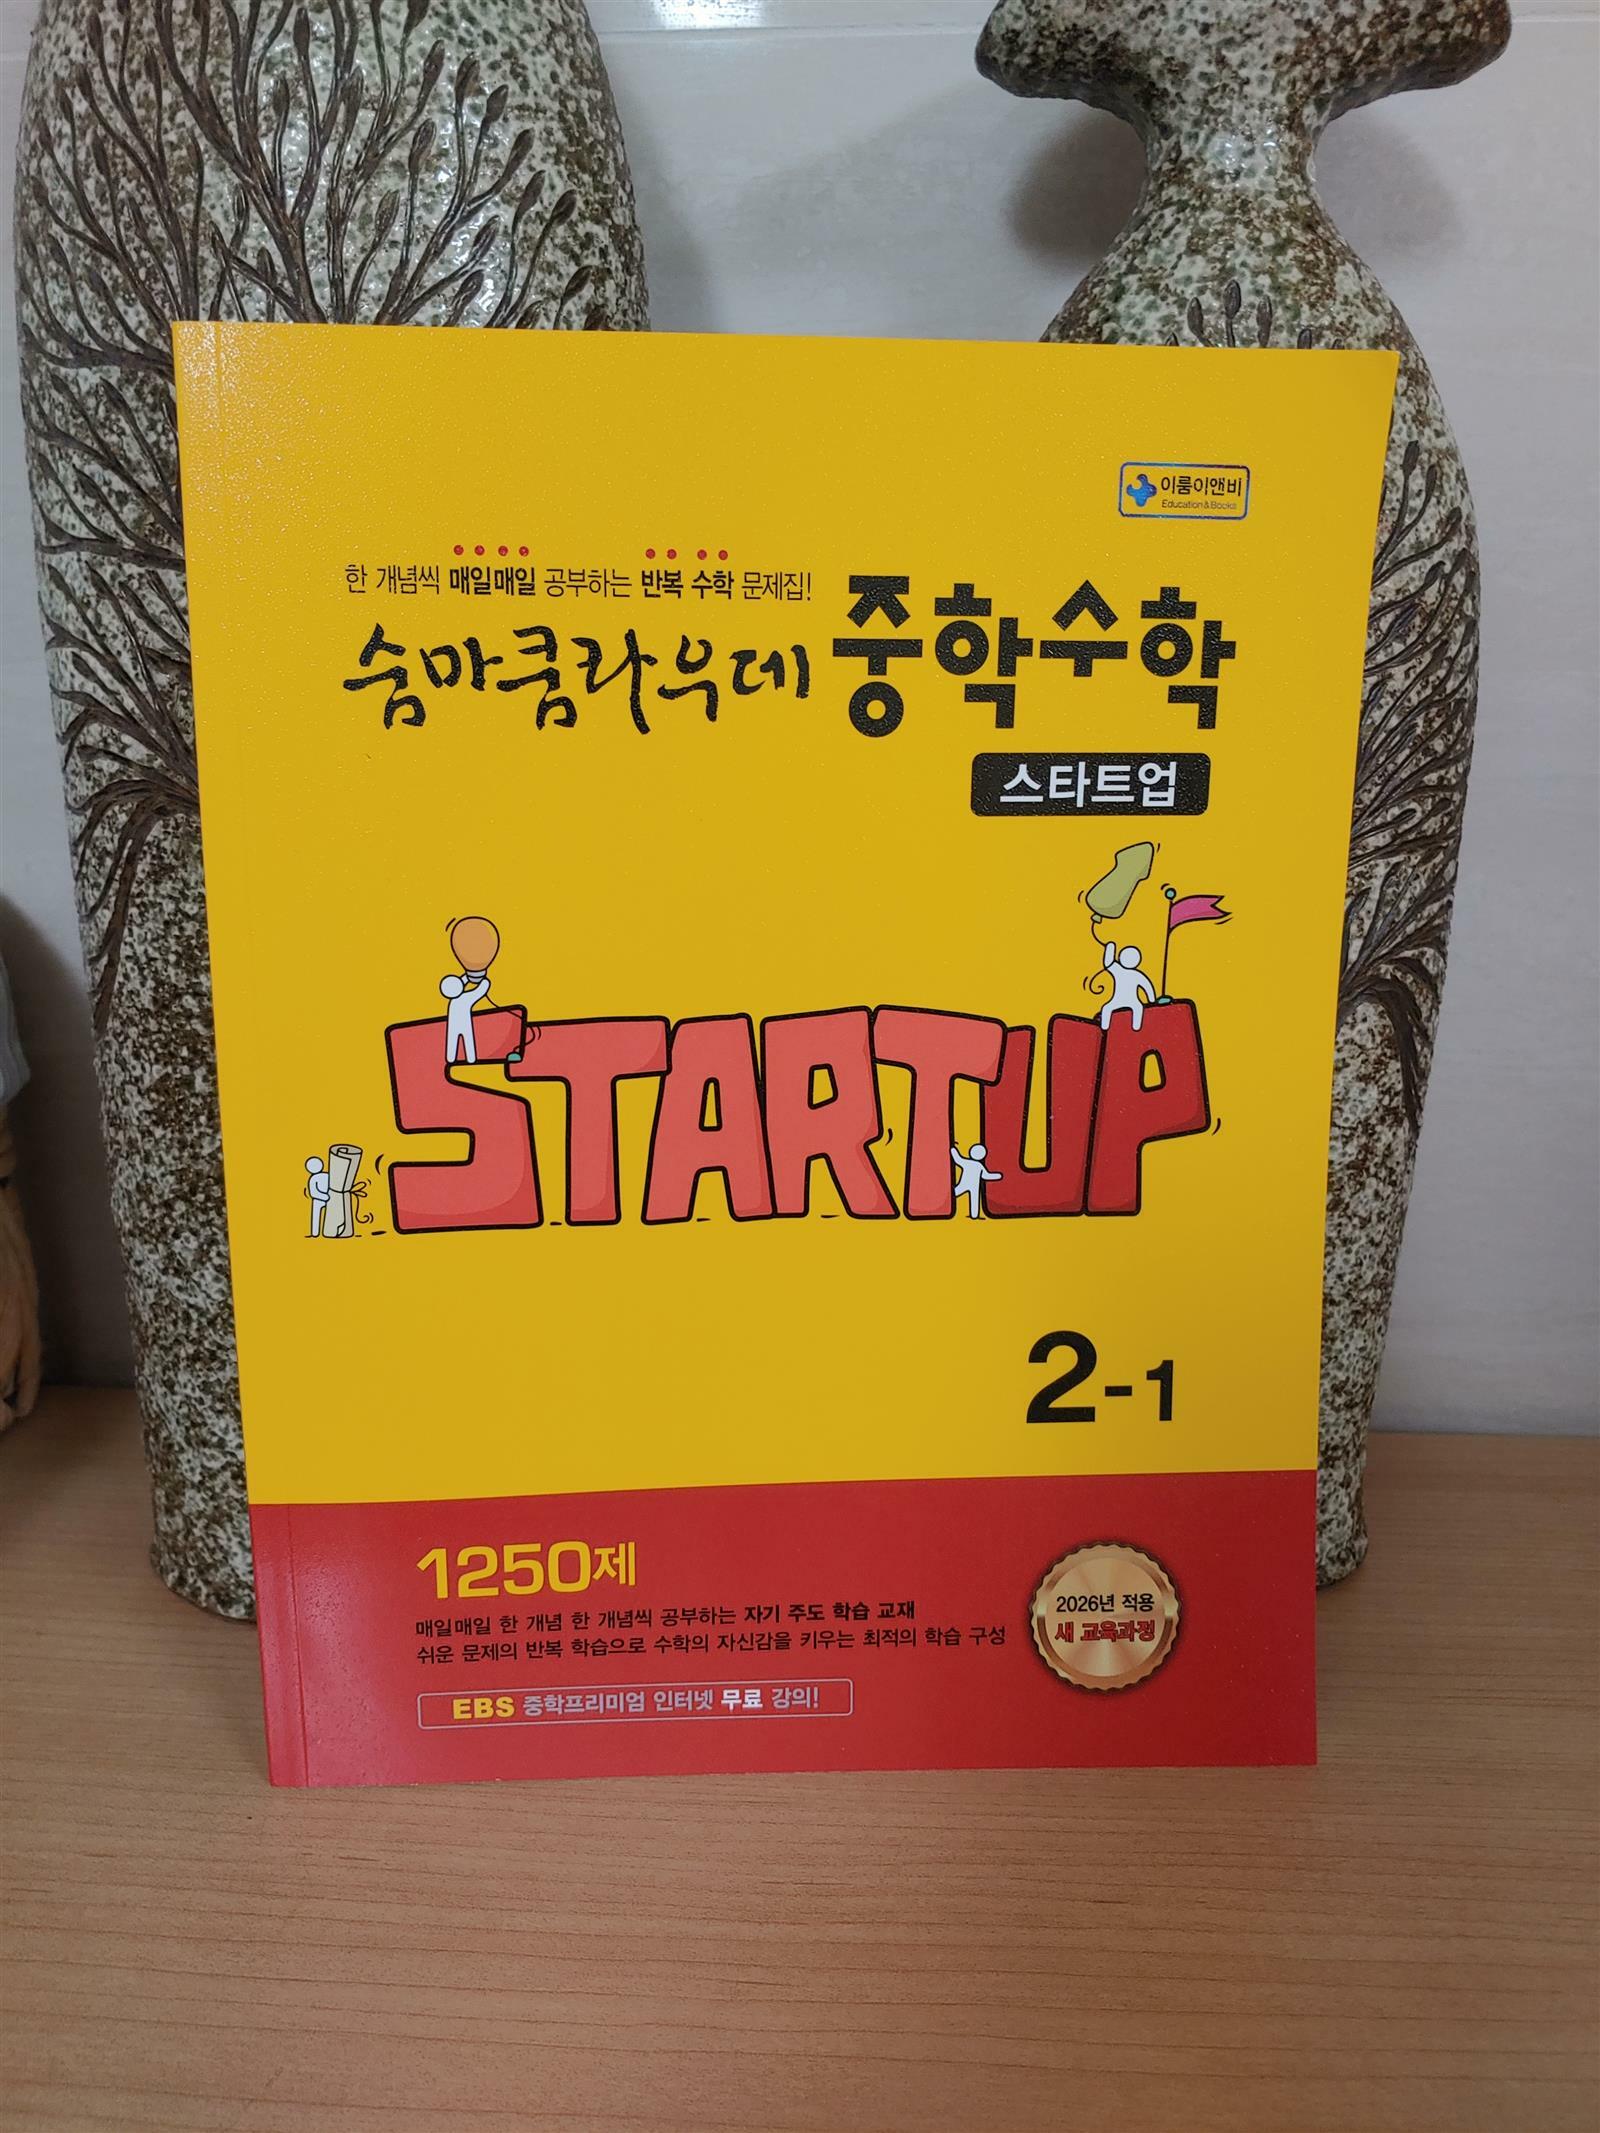 이룸이앤비
Education & Books
한 개념씩 매일매일 공부하는 반복 수학 문제집!
숨마쿰라우데 중학수학
스타트업
STARTUP
2-1
1250제
매일매일 한 개념 한 개념씩 공부하는 자기 주도 학습 교재
쉬운 문제의 반복 학습으로 수학의 자신감을 키우는 최적의 학습 구성
2026년 적용
새 교육과정
EBS 중학프리미엄 인터넷 무료 강의!